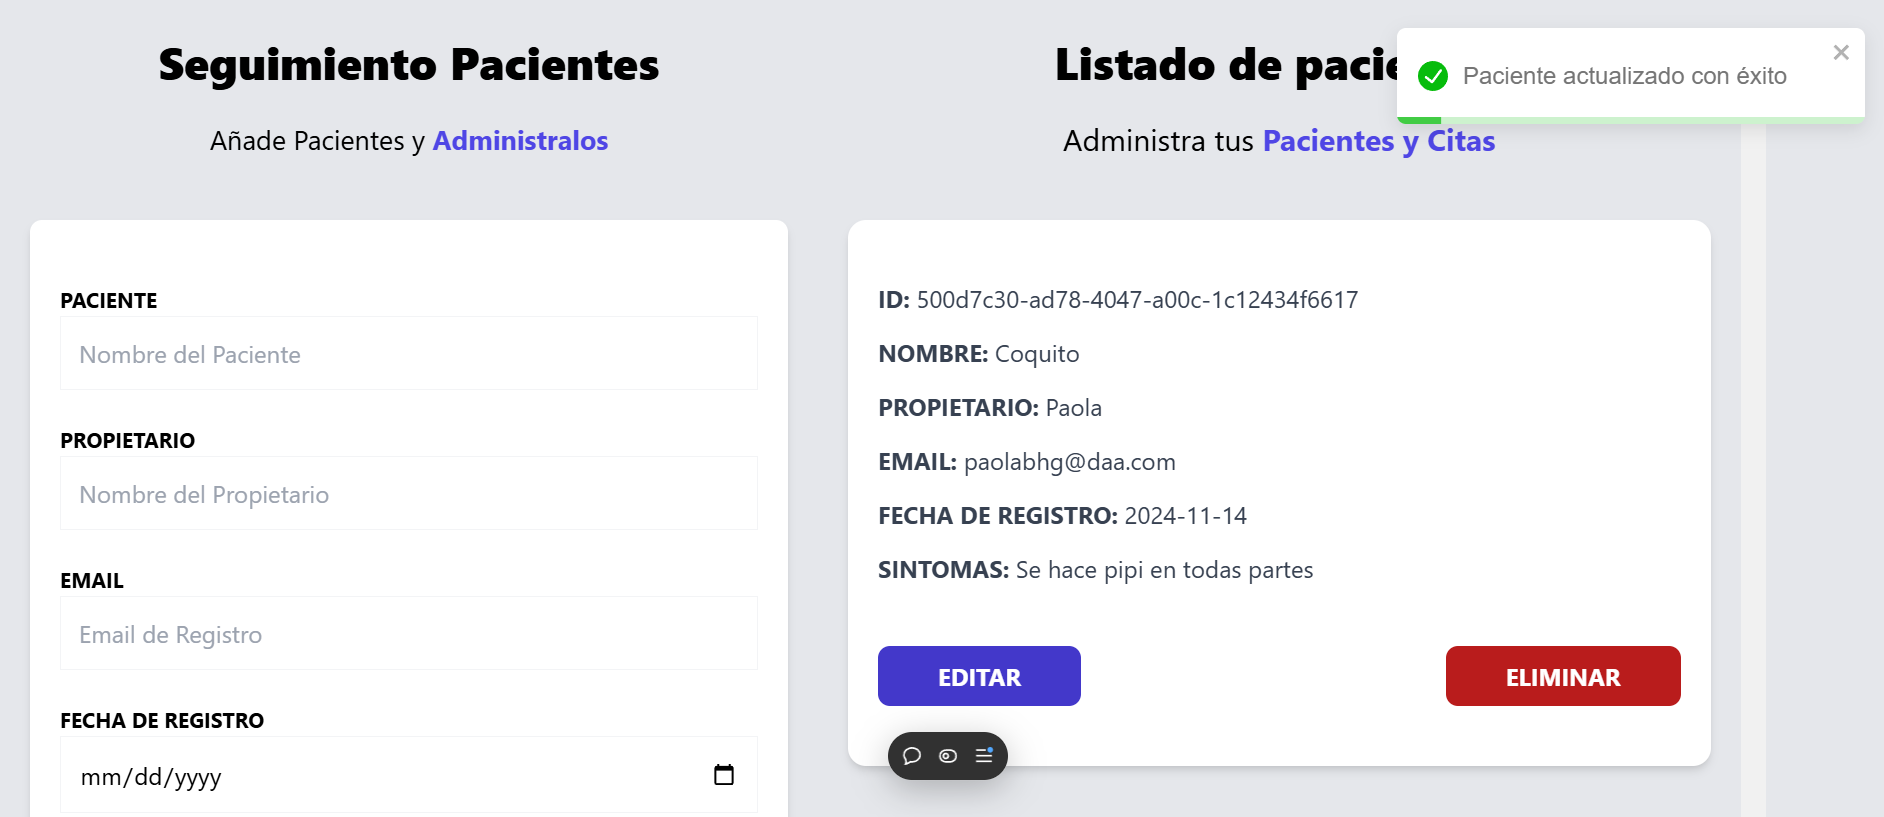 Seguimiento Pacientes
Añade Pacientes y Administralos
PACIENTE
Nombre del Paciente
PROPIETARIO
Nombre del Propietario
EMAIL
Email de Registro
FECHA DE REGISTRO
mm/dd/yyyy
Listado de pacie
Administra tus Pacientes y Citas
Paciente actualizado con éxito
ID: 500d7c30-ad78-4047-a00c-1c12434f6617
NOMBRE: Coquito
PROPIETARIO: Paola
EMAIL: paolabhg@daa.com
FECHA DE REGISTRO: 2024-11-14
SINTOMAS: Se hace pipi en todas partes
EDITAR
ELIMINAR